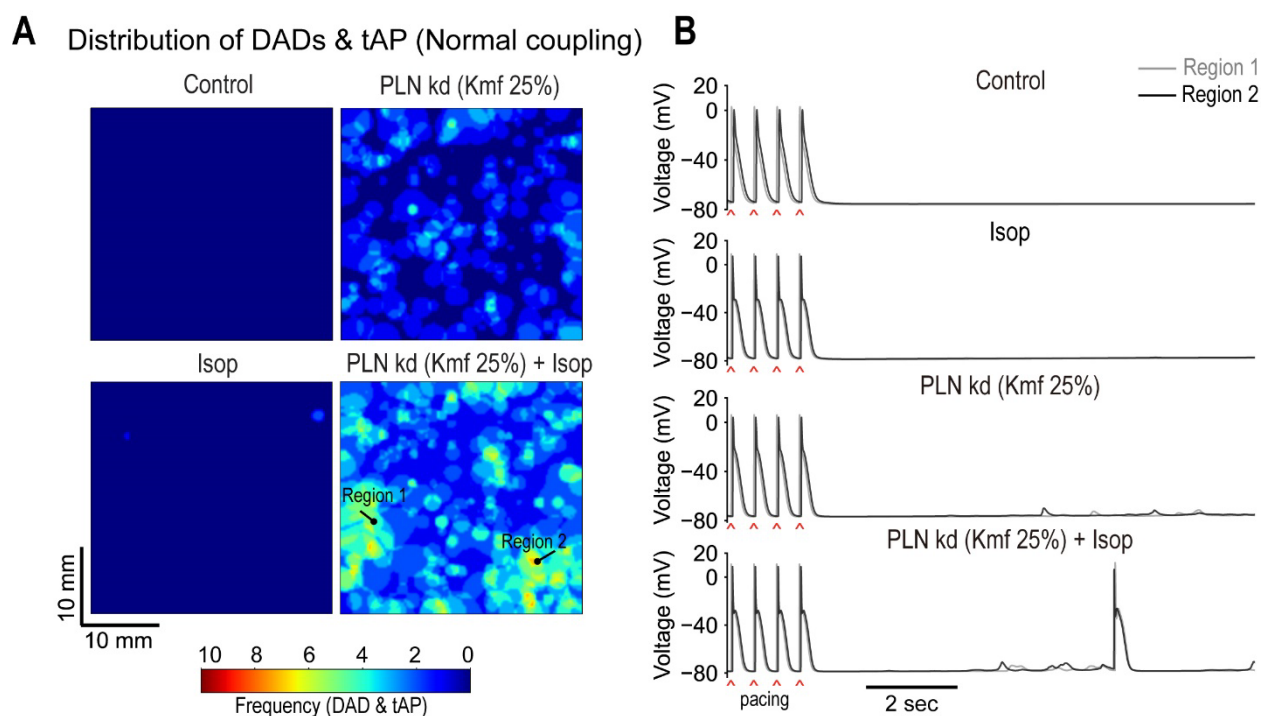 A
Distribution of DADs & tAP (Normal coupling)
Control
PLN kd (Kmf 25%)
Isop
PLN kd (Kmf 25%) + Isop
Region 1
Region 2
10 mm
10 mm
10 8 6 4 2 0
Frequency (DAD & tAP)
B
Region 1
Region 2
Control
Voltage (mV)
20
0
−40
−80
^ ^ ^ ^
Isop
Voltage (mV)
20
0
−40
−80
^ ^ ^ ^
PLN kd (Kmf 25%)
Voltage (mV)
20
0
−40
−80
^ ^ ^ ^
PLN kd (Kmf 25%) + Isop
Voltage (mV)
20
0
−40
−80
^ ^ ^ ^
pacing
2 sec